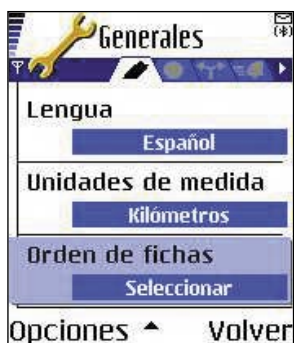 Generales
Lengua
Español
Unidades de medida
Kilómetros
Orden de fichas
Seleccionar
Opciones Volver